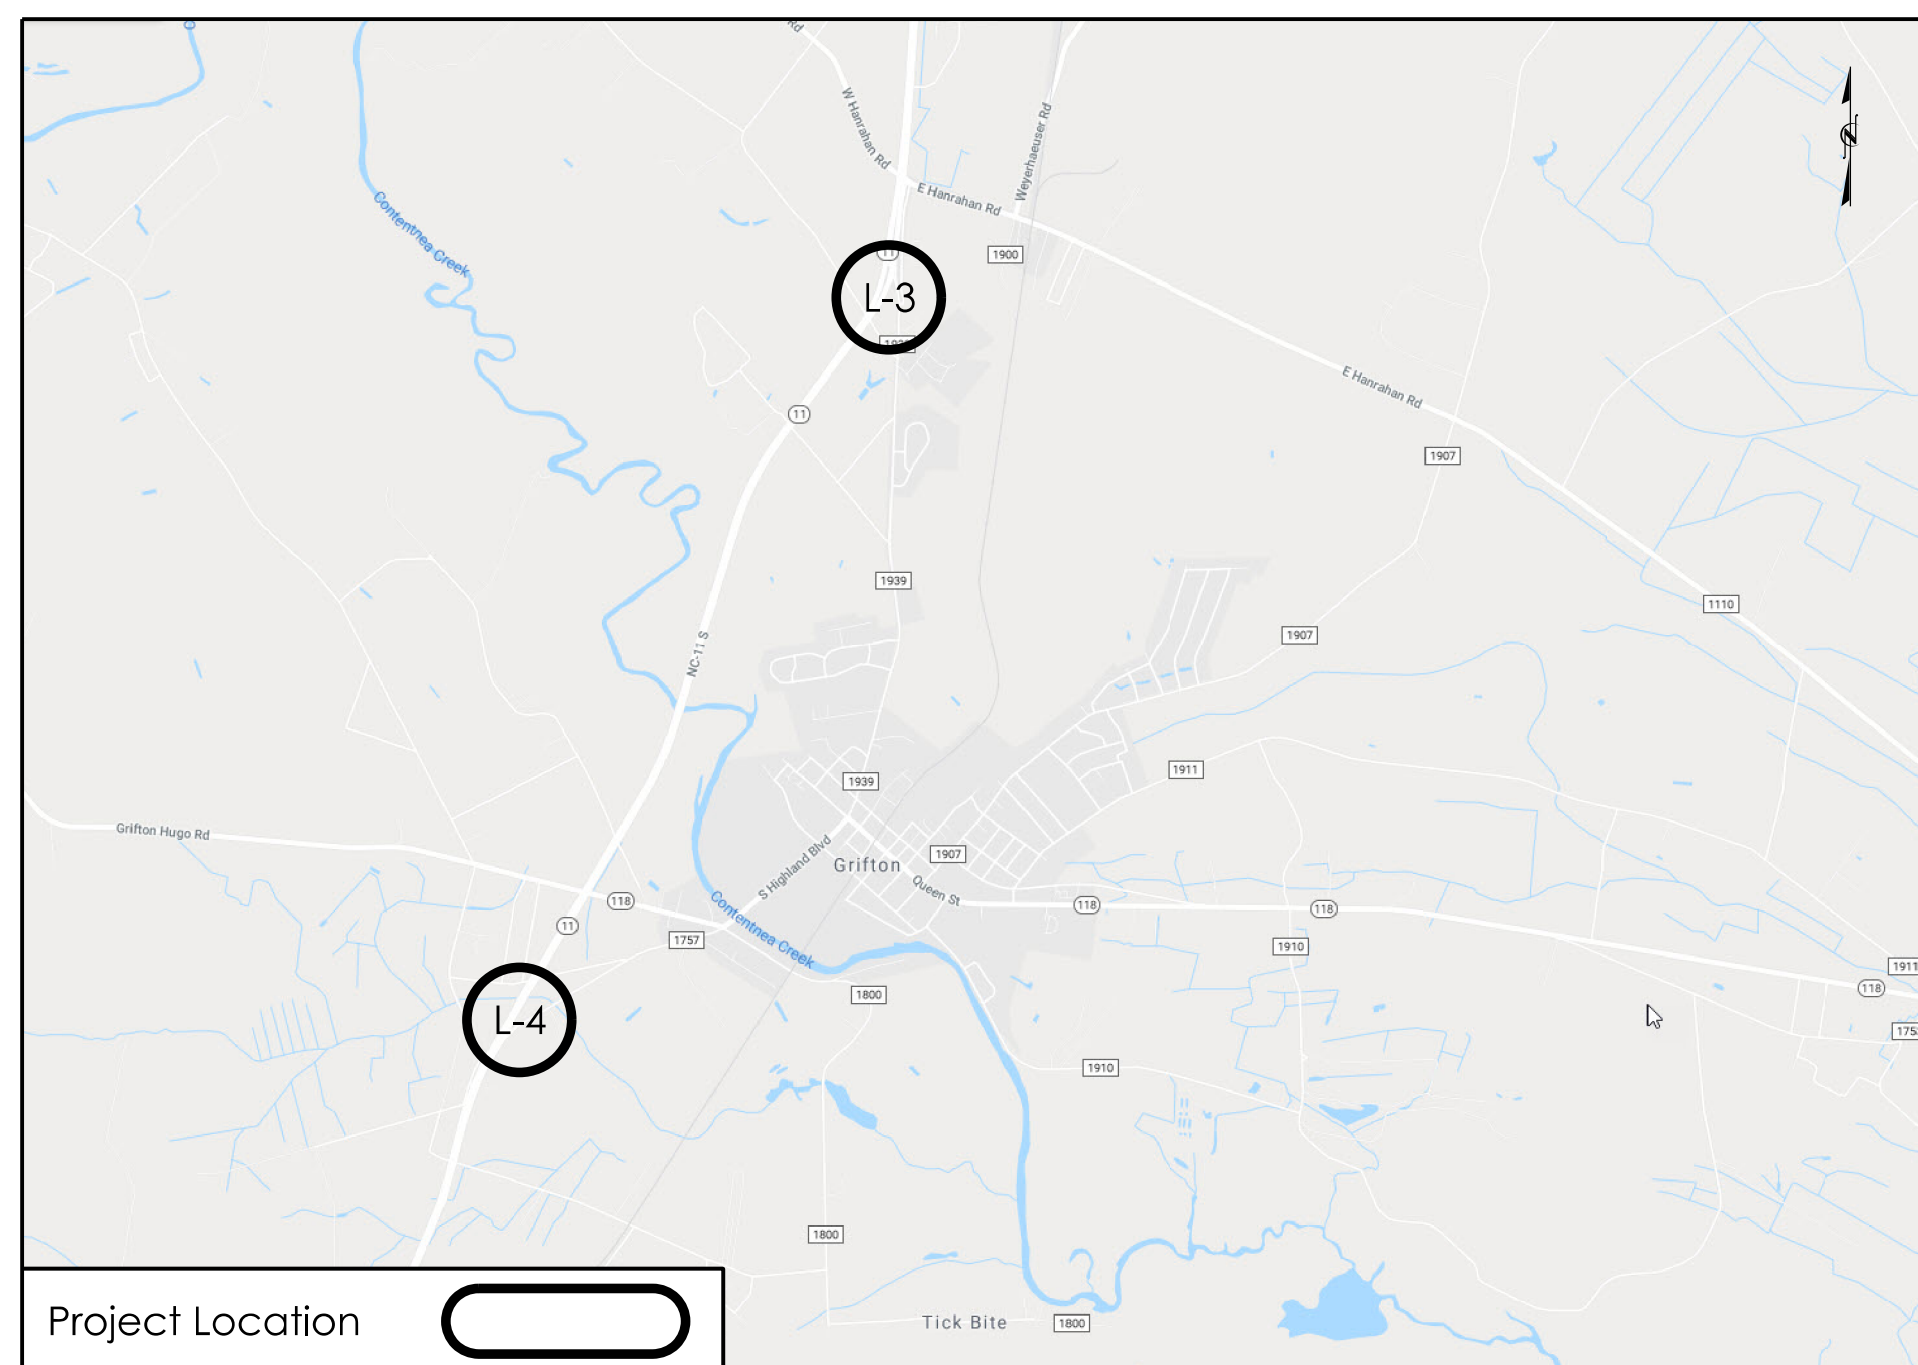 Rd
W Hanrahan Rd
Weyerhaeuser Rd
E Hanrahan Rd
Contentnea Creek
11
1900
L-3
E Hanrahan Rd
11
1907
1939
1110
1907
NC-11 S
1911
1939
Grifton Hugo Rd
S Highland Blvd
Grifton
1907
Queen St
118
118
118
11
Contentnea Creek
1757
1910
1911
118
1800
L-4
1910
1800
Tick Bite
1800
Project Location
N